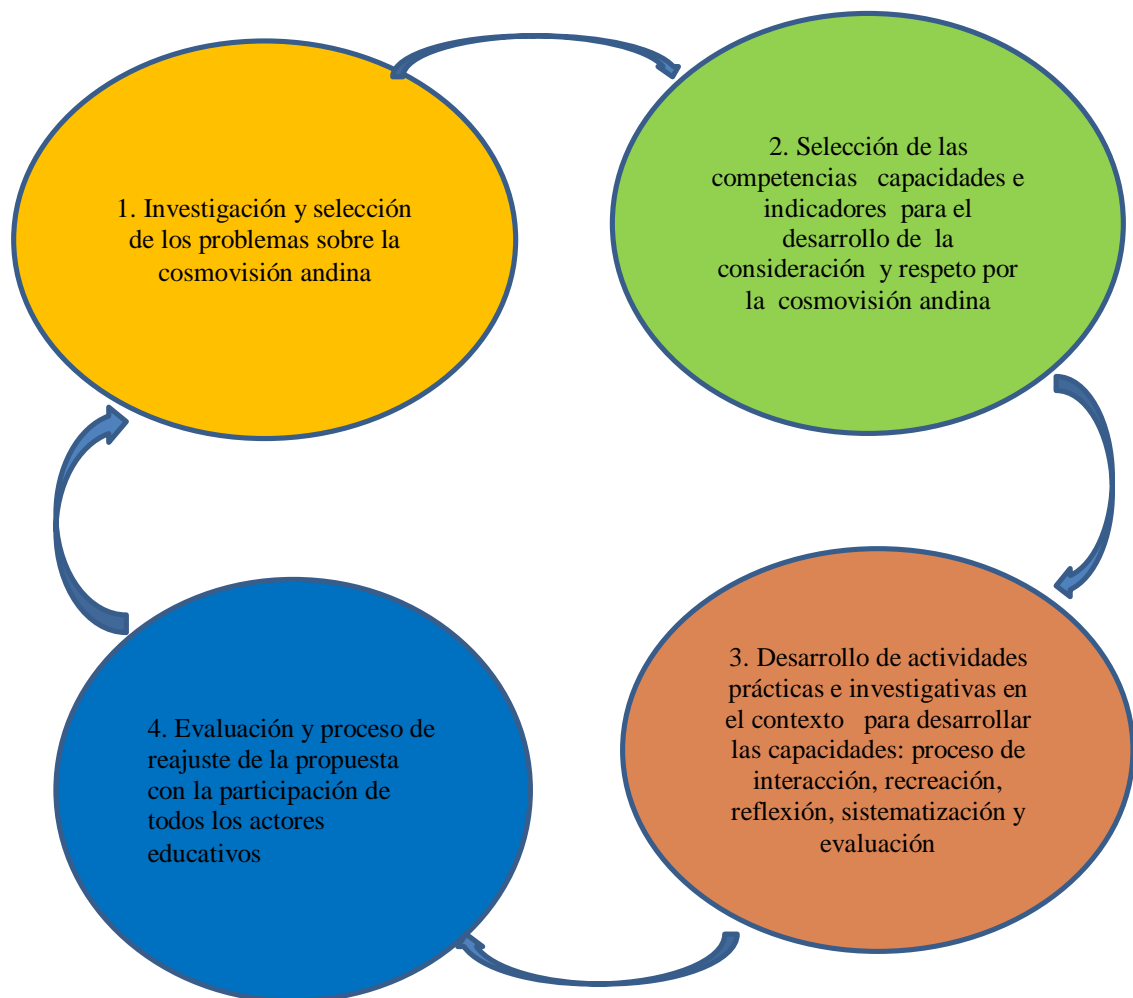 1. Investigación y selección
de los problemas sobre la
cosmovisión andina
2. Selección de las
competencias capacidades e
indicadores para el
desarrollo de la
consideración y respeto por
la cosmovisión andina
3. Desarrollo de actividades
prácticas e investigativas en
el contexto para desarrollar
las capacidades: proceso de
interacción, recreación,
reflexión, sistematización y
evaluación
4. Evaluación y proceso de
reajuste de la propuesta
con la participación de
todos los actores
educativos